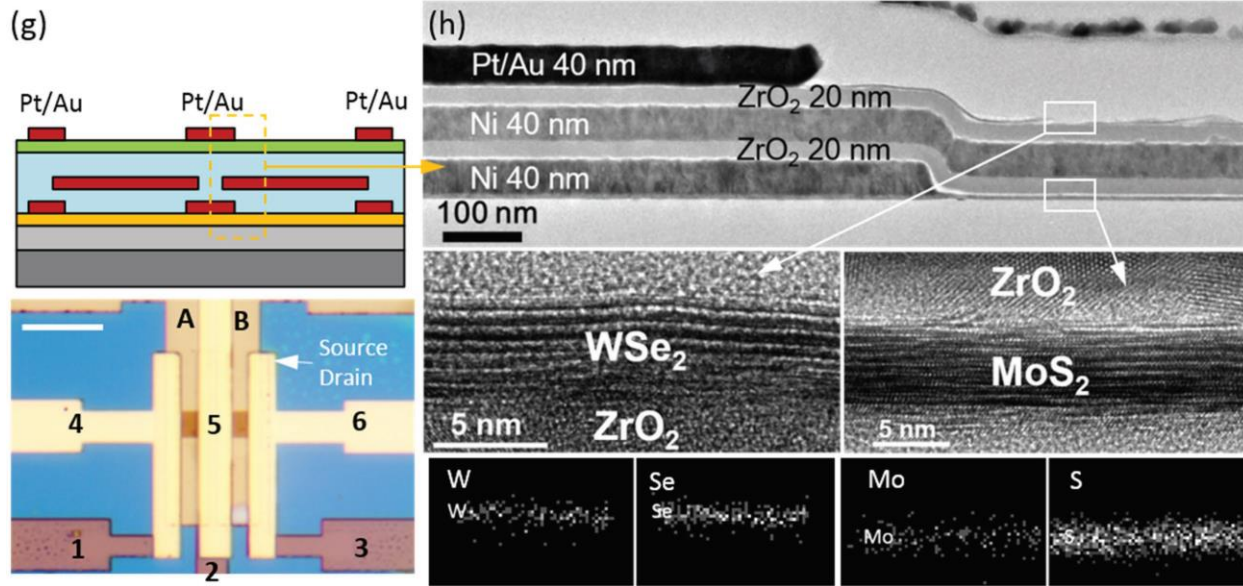 (g)
Pt/Au Pt/Au Pt/Au
A B
Source
Drain
4 5 6
1 2 3
(h)
Pt/Au 40 nm
ZrO₂ 20 nm
Ni 40 nm
ZrO₂ 20 nm
Ni 40 nm
100 nm
WSe₂
5 nm
ZrO₂
ZrO₂
MoS₂
5 nm
W
W
Se
Se
Mo
Mo
S
S